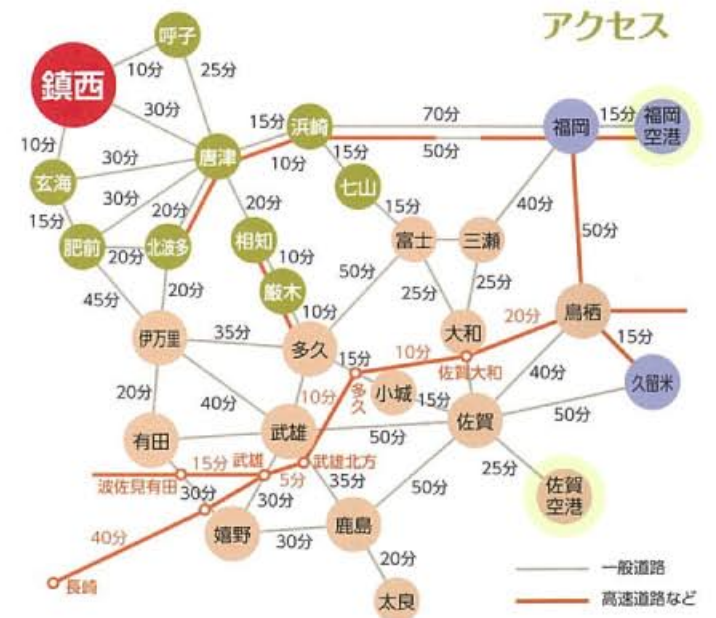 アクセス
呼子
鎮西
10分
25分
30分
15分
浜崎
70分
福岡
15分
福岡
空港
10分
30分
唐津
10分
15分
50分
玄海
30分
七山
40分
15分
20分
20分
15分
50分
肥前
20分
北波多
相知
10分
富士
三瀬
45分
20分
厳木
50分
25分
25分
10分
鳥栖
伊万里
35分
多久
大和
20分
15分
15分
10分
佐賀大和
20分
40分
10分
多久
小城
15分
40分
久留米
有田
武雄
50分
佐賀
50分
15分
武雄
武雄北方
25分
波佐見有田
30分
5分
35分
佐賀
空港
30分
50分
40分
嬉野
30分
鹿島
長崎
20分
太良
一般道路
高速道路など